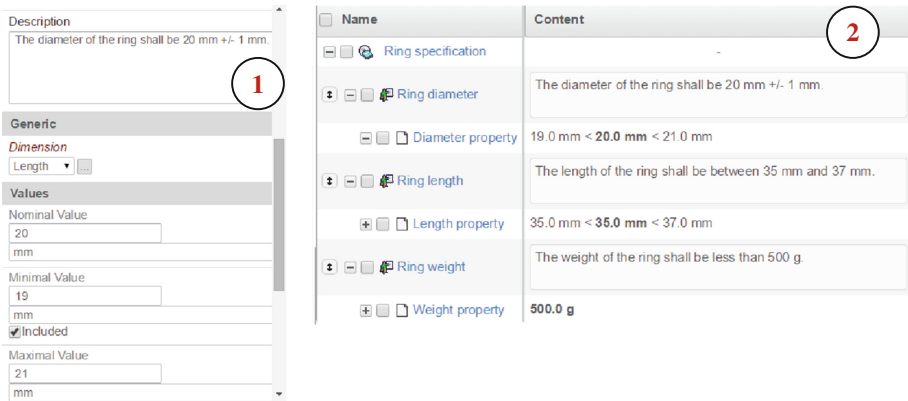 Description
The diameter of the ring shall be 20 mm +/- 1 mm.
1
Generic
Dimension
Length
...
Values
Nominal Value
20
mm
Minimal Value
19
mm
Included
Maximal Value
21
mm
Name Content
2
Ring specification -
Ring diameter The diameter of the ring shall be 20 mm +/- 1 mm.
Diameter property 19.0 mm < 20.0 mm < 21.0 mm
Ring length The length of the ring shall be between 35 mm and 37 mm.
Length property 35.0 mm < 35.0 mm < 37.0 mm
Ring weight The weight of the ring shall be less than 500 g.
Weight property 500.0 g